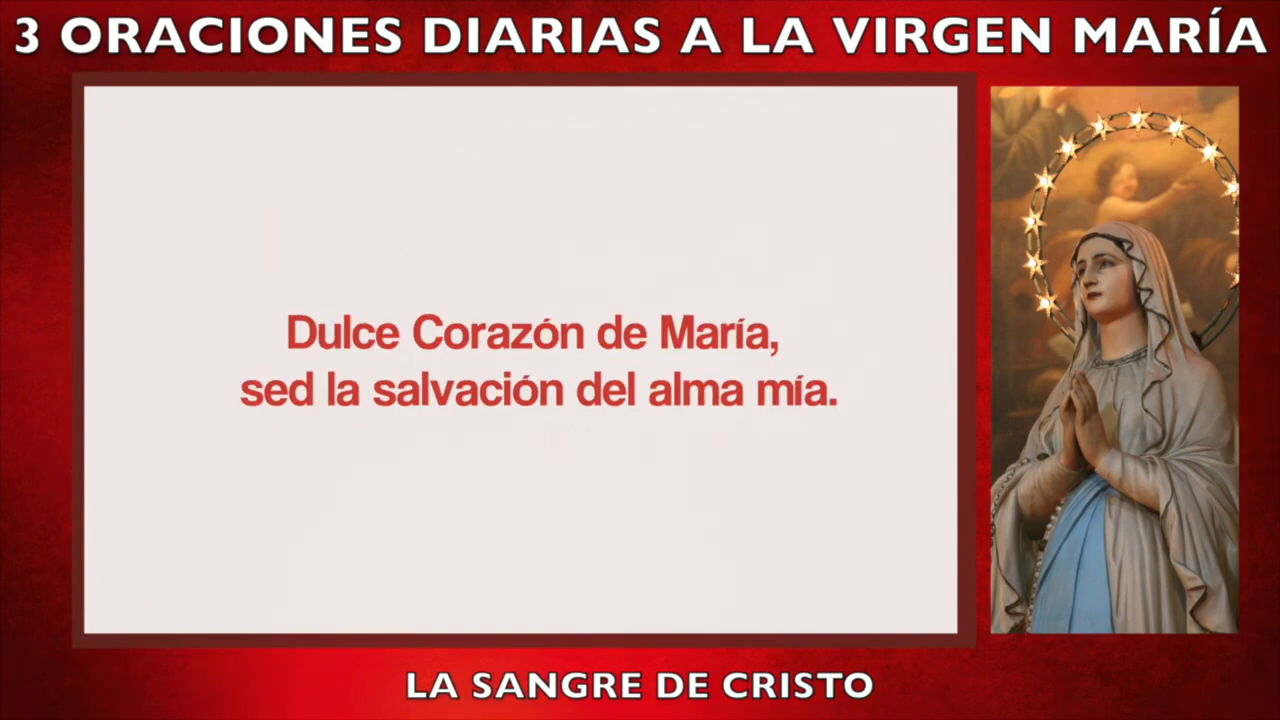 3 ORACIONES DIARIAS A LA VIRGEN MARÍA
Dulce Corazón de María,
sed la salvación del alma mía.
LA SANGRE DE CRISTO